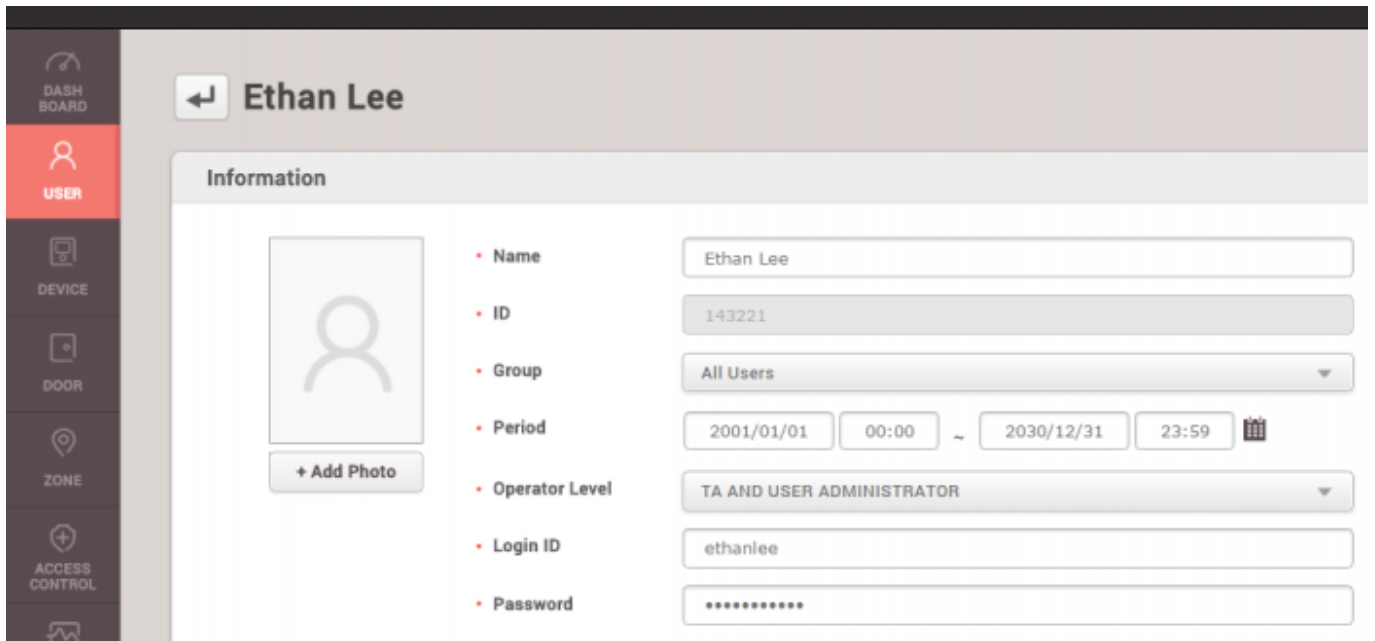 DASH
BOARD
USER
DEVICE
DOOR
ZONE
ACCESS
CONTROL
Ethan Lee
Information
+ Add Photo
• Name Ethan Lee
• ID 143221
• Group All Users
• Period 2001/01/01 00:00 ~ 2030/12/31 23:59
• Operator Level TA AND USER ADMINISTRATOR
• Login ID ethanlee
• Password •••••••••••